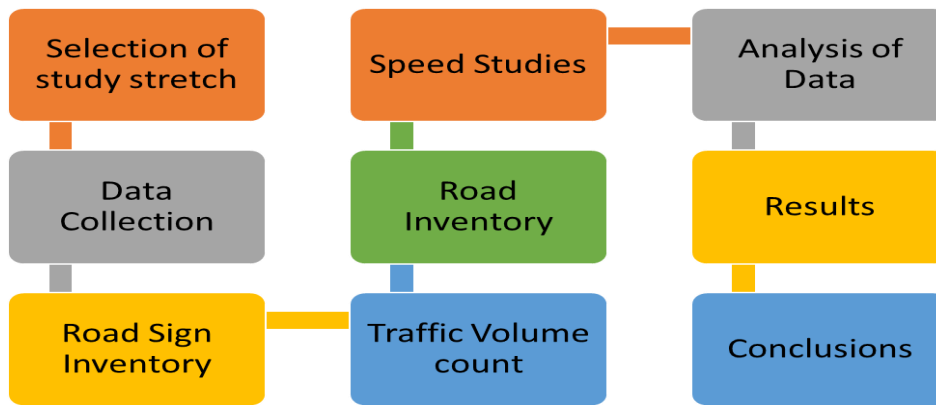 Selection of
study stretch
Data
Collection
Road Sign
Inventory
Traffic Volume
count
Road
Inventory
Speed Studies
Analysis of
Data
Results
Conclusions